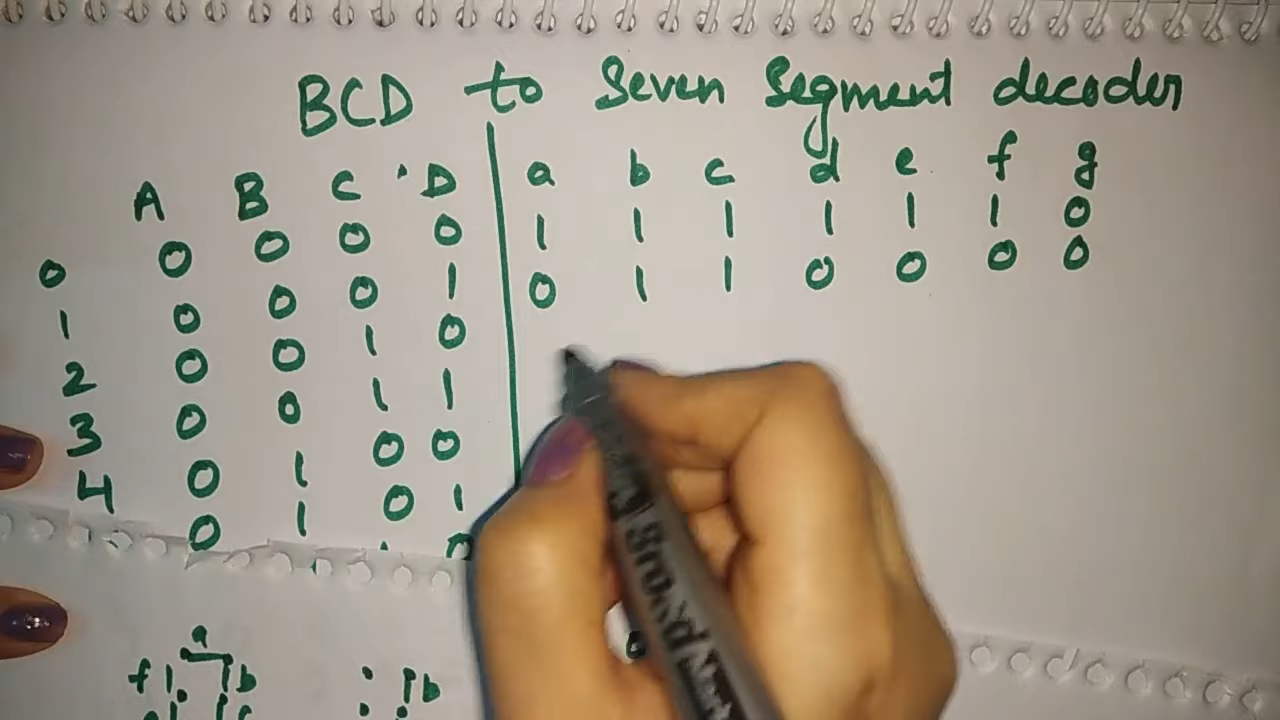 BCD to Seven Segment decoder
A B C D a b c d e f g
0 0 0 0 0 1 1 1 1 1 1 0
1 0 0 0 1 0 1 1 0 0 0 0
2 0 0 1 0
3 0 0 1 1
4 0 1 0 0
0 1 0 1
a
f b b